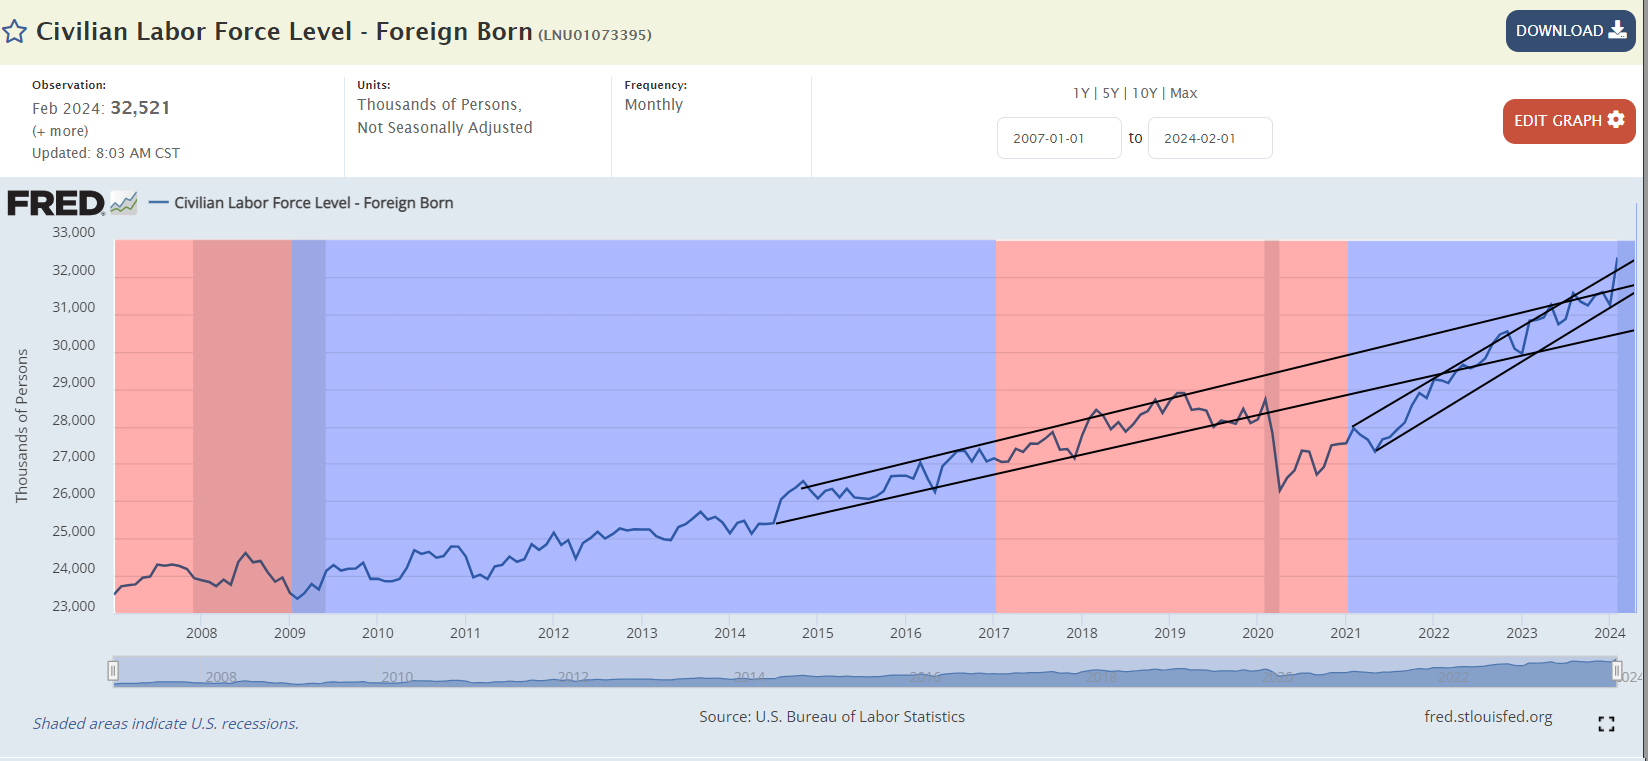 Civilian Labor Force Level - Foreign Born (LNU01073395)
DOWNLOAD
Observation:
Feb 2024: 32,521
(+ more)
Updated: 8:03 AM CST
Units:
Thousands of Persons,
Not Seasonally Adjusted
Frequency:
Monthly
1Y | 5Y | 10Y | Max
2007-01-01 to 2024-02-01
EDIT GRAPH
FRED
Civilian Labor Force Level - Foreign Born
Thousands of Persons
33,000
32,000
31,000
30,000
29,000
28,000
27,000
26,000
25,000
24,000
23,000
2008 2009 2010 2011 2012 2013 2014 2015 2016 2017 2018 2019 2020 2021 2022 2023 2024
2008 2010 2012 2014 2016 2018 2020 2022 024
Shaded areas indicate U.S. recessions.
Source: U.S. Bureau of Labor Statistics
fred.stlouisfed.org